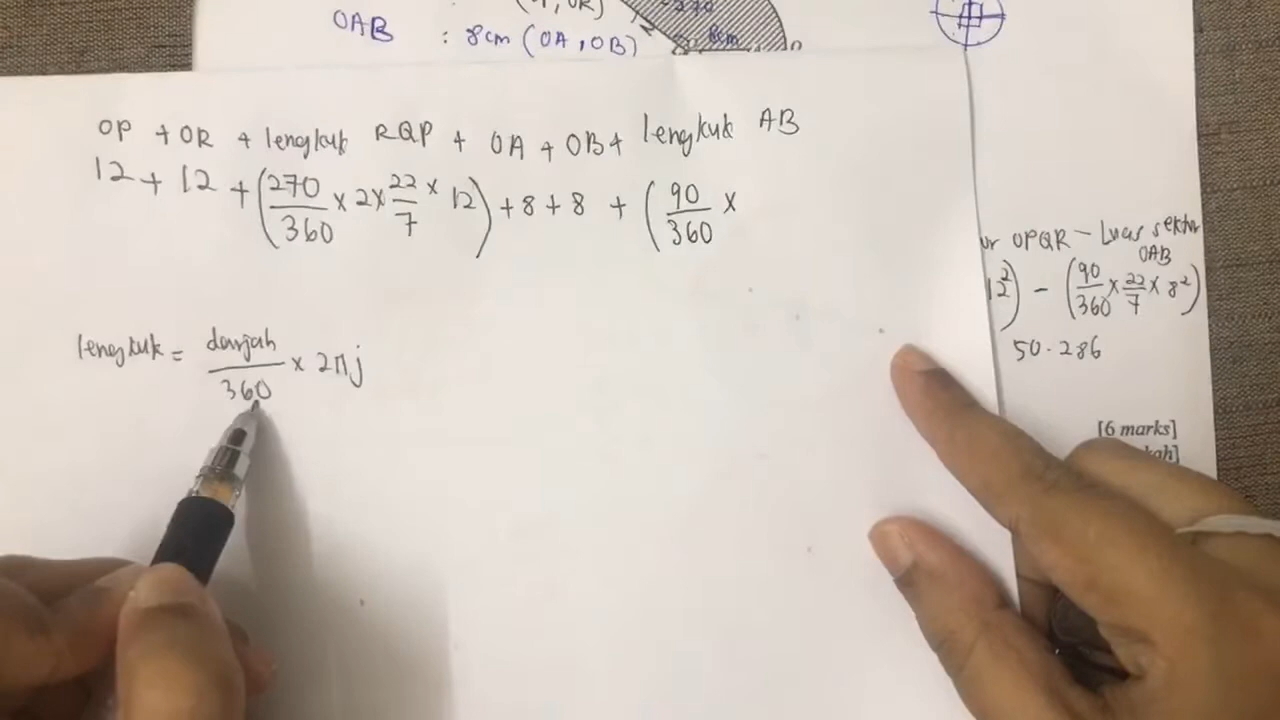 OAB : 8cm (OA, OB)
8cm
OP + OR + lengkuk RQP + OA + OB + lengkuk AB
12 + 12 + (270/360 × 2 × 22/7 × 12) + 8 + 8 + (90/360 ×
OPQR – Luas sektor
OAB
12²) – (90/360 × 22/7 × 8²)
50.286
lengkuk = darjah/360 × 2πj
[6 marks]